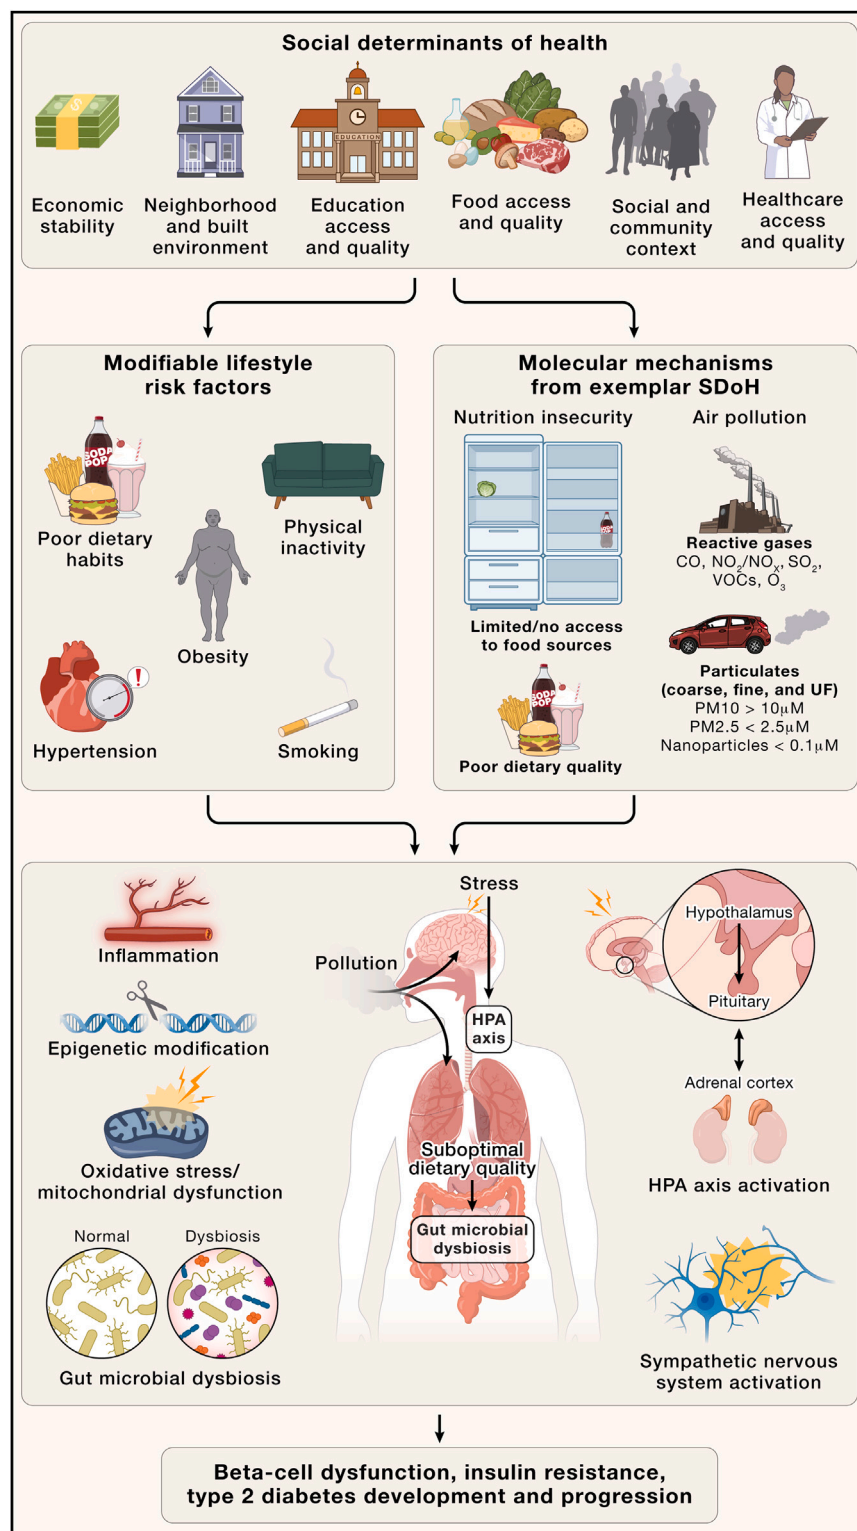 Social determinants of health
$
EDUCATION
Economic
stability
Neighborhood
and built
environment
Education
access
and quality
Food access
and quality
Social and
community
context
Healthcare
access
and quality
Modifiable lifestyle
risk factors
SODA
POP
Poor dietary
habits
Physical
inactivity
Obesity
!
Hypertension
Smoking
Molecular mechanisms
from exemplar SDoH
Nutrition insecurity
SODA
POP
Limited/no access
to food sources
SODA
POP
Poor dietary quality
Air pollution
Reactive gases
CO, NO₂/NOₓ, SO₂,
VOCs, O₃
Particulates
(coarse, fine, and UF)
PM10 > 10μM
PM2.5 < 2.5μM
Nanoparticles < 0.1μM
Inflammation
Epigenetic modification
Oxidative stress/
mitochondrial dysfunction
Normal
Dysbiosis
Gut microbial dysbiosis
Stress
Pollution
HPA
axis
Suboptimal
dietary quality
Gut microbial
dysbiosis
Hypothalamus
Pituitary
Adrenal cortex
HPA axis activation
Sympathetic nervous
system activation
Beta-cell dysfunction, insulin resistance,
type 2 diabetes development and progression